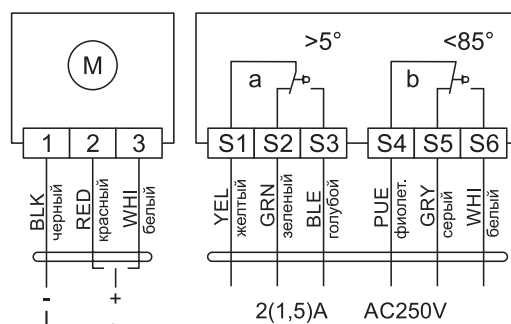 M
1 2 3
BLK черный
RED красный
WHI белый
- +
>5° <85°
a b
S1 S2 S3 S4 S5 S6
YEL желтый
GRN зеленый
BLE голубой
PUE фиолет.
GRY серый
WHI белый
2(1,5)A AC250V